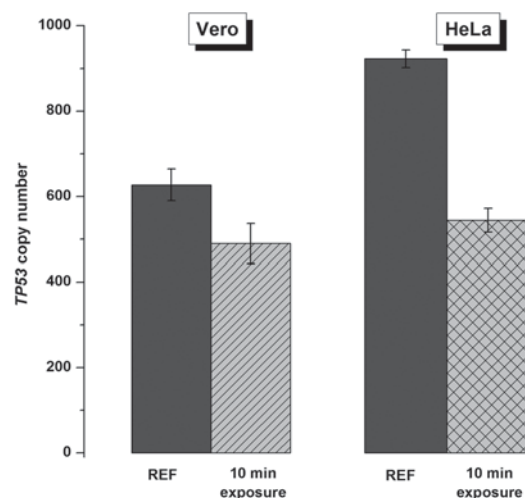 Vero
HeLa
1000
800
600
400
200
0
TP53 copy number
REF
10 min
exposure
REF
10 min
exposure